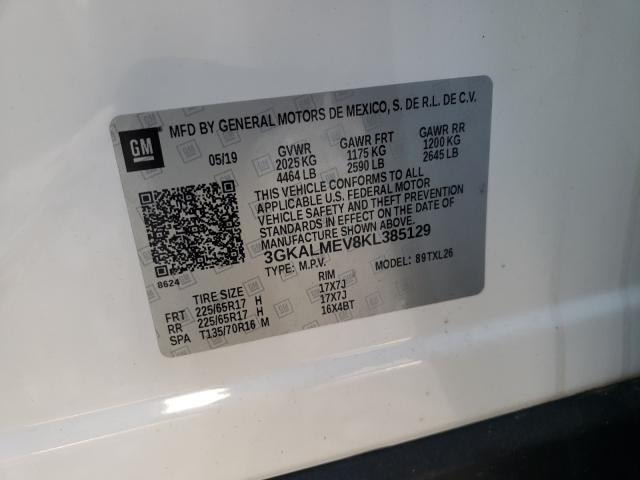 GM
MFD BY GENERAL MOTORS DE MEXICO, S. DE R.L. DE C.V.
05/19 GVWR GAWR FRT GAWR RR
2025 KG 1175 KG 1200 KG
4464 LB 2590 LB 2645 LB
THIS VEHICLE CONFORMS TO ALL
APPLICABLE U.S. FEDERAL MOTOR
VEHICLE SAFETY AND THEFT PREVENTION
STANDARDS IN EFFECT ON THE DATE OF
MANUFACTURE SHOWN ABOVE.
3GKALMEV8KL385129
8624
TYPE: M.P.V. MODEL: 89TXL26
TIRE SIZE RIM
FRT 225/65R17 H 17X7J
RR 225/65R17 H 17X7J
SPA T135/70R16 M 16X4BT